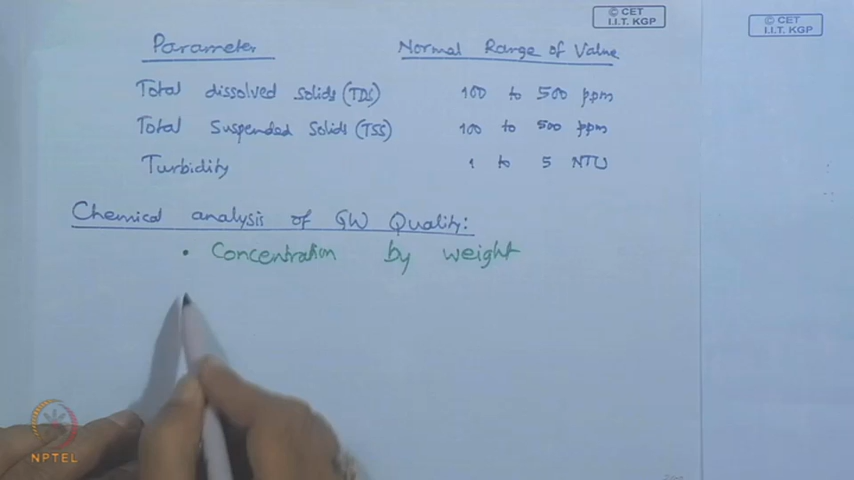 © CET
I.I.T. KGP
© CET
I.I.T. KGP
Parameter Normal Range of Value
Total dissolved solids (TDS) 100 to 500 ppm
Total Suspended Solids (TSS) 100 to 500 ppm
Turbidity 1 to 5 NTU
Chemical analysis of GW Quality:
• Concentration by weight
NPTEL